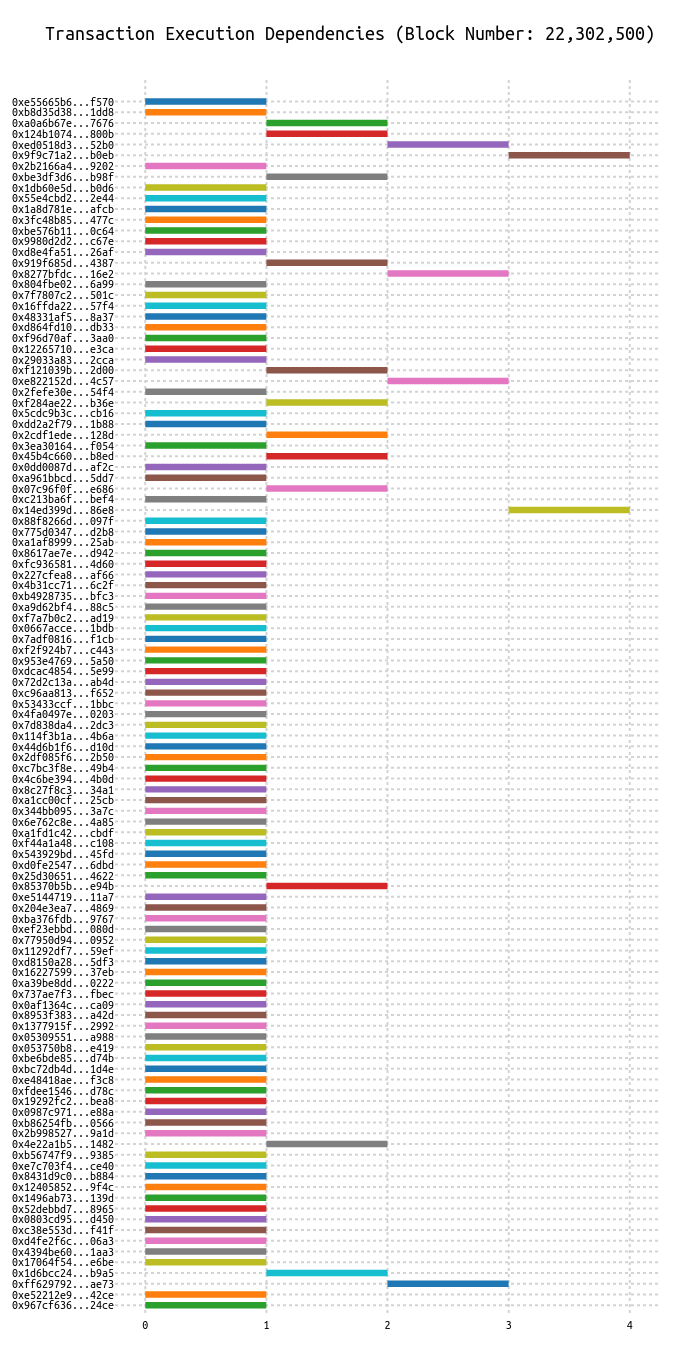 Transaction Execution Dependencies (Block Number: 22,302,500)
0xe55665b6...f570
0xb8d35d38...1dd8
0xa0a6b67e...7676
0x124b1074...800b
0xed0518d3...52b0
0x9f9c71a2...b0eb
0x2b2166a4...9202
0xbe3df3d6...b98f
0x1db60e5d...b0d6
0x55e4cbd2...2e44
0x1a8d781e...afcb
0x3fc48b85...477c
0xbe576b11...0c64
0x9980d2d2...c67e
0xd8e4fa51...26af
0x919f685d...4387
0x8277bfdc...16e2
0x804fbe02...6a99
0x7f7807c2...501c
0x16ffda22...57f4
0x48331af5...8a37
0xd864fd10...db33
0xf96d70af...3aa0
0x12265710...e3ca
0x29033a83...2cca
0xf121039b...2d00
0xe822152d...4c57
0x2fefe30e...54f4
0xf284ae22...b36e
0x5cdc9b3c...cb16
0xdd2a2f79...1b88
0x2cdf1ede...128d
0x3ea30164...f054
0x45b4c660...b8ed
0x0dd0087d...af2c
0xa961bbcd...5dd7
0x07c96f0f...e686
0xc213ba6f...bef4
0x14ed399d...86e8
0x88f8266d...097f
0x775d0347...d2b8
0xa1af8999...25ab
0x8617ae7e...d942
0xfc936581...4d60
0x227cfea8...af66
0x4b31cc71...6c2f
0xb4928735...bfc3
0xa9d62bf4...88c5
0xf7a7b0c2...ad19
0x0667acce...1bdb
0x7adf0816...f1cb
0xf2f924b7...c443
0x953e4769...5a50
0xdcac4854...5e99
0x72d2c13a...ab4d
0xc96aa813...f652
0x53433ccf...1bbc
0x4fa0497e...0203
0x7d838da4...2dc3
0x114f3b1a...4b6a
0x44d6b1f6...d10d
0x2df085f6...2b50
0xc7bc3f8e...49b4
0x4c6be394...4b0d
0x8c27f8c3...34a1
0xa1cc00cf...25cb
0x344bb095...3a7c
0x6e762c8e...4a85
0xa1fd1c42...cbdf
0xf44a1a48...c108
0x543929bd...45fd
0xd0fe2547...6dbd
0x25d30651...4622
0x85370b5b...e94b
0xe5144719...11a7
0x204e3ea7...4869
0xba376fdb...9767
0xef23ebbd...080d
0x77950d94...0952
0x11292df7...59ef
0xd8150a28...5df3
0x16227599...37eb
0xa39be8dd...0222
0x737ae7f3...fbec
0x0af1364c...ca09
0x8953f383...a42d
0x1377915f...2992
0x05309551...a988
0x053750b8...e419
0xbe6bde85...d74b
0xbc72db4d...1d4e
0xe48418ae...f3c8
0xfdee1546...d78c
0x19292fc2...bea8
0x0987c971...e88a
0xb86254fb...0566
0x2b998527...9a1d
0x4e22a1b5...1482
0xb56747f9...9385
0xe7c703f4...ce40
0x8431d9c0...b884
0x12405852...9f4c
0x1496ab73...139d
0x52debbd7...8965
0x0803cd95...d450
0xc38e553d...f41f
0xd4fe2f6c...06a3
0x4394be60...1aa3
0x17064f54...e6be
0x1d6bcc24...b9a5
0xff629792...ae73
0xe52212e9...42ce
0x967cf636...24ce
0 1 2 3 4